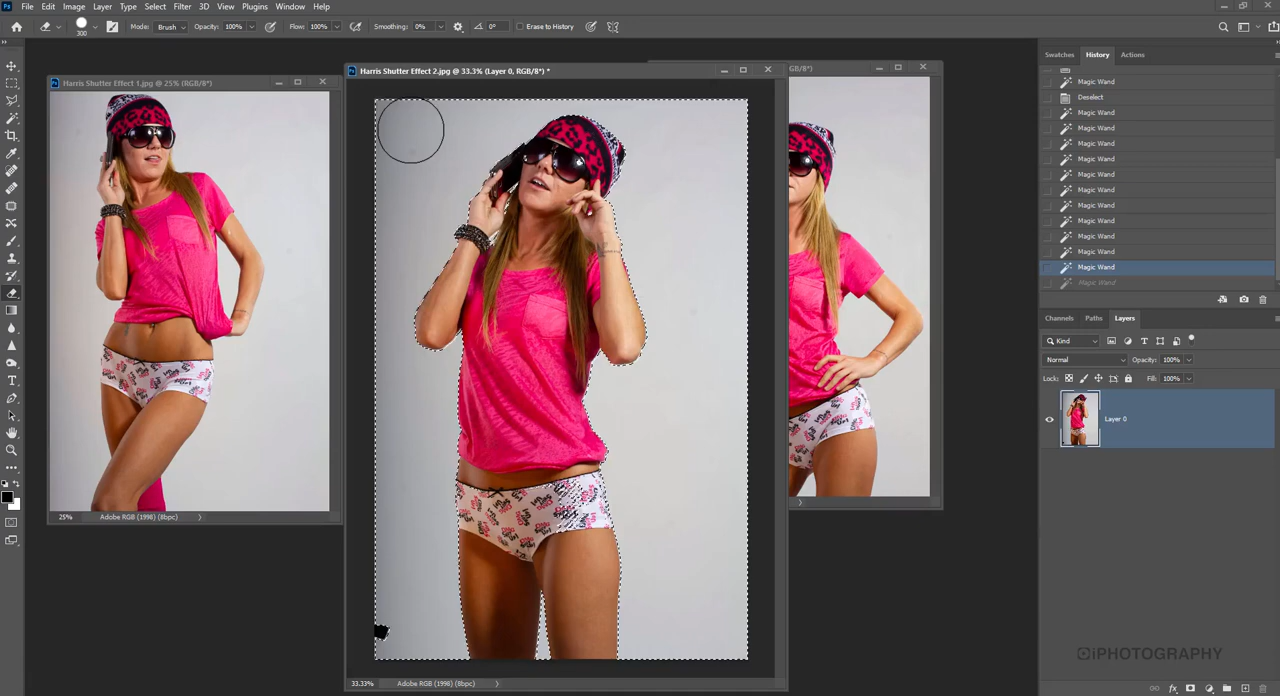 Ps File Edit Image Layer Type Select Filter 3D View Plugins Window Help
300 Mode: Brush Opacity: 100% Flow: 100% Smoothing: 0% 0° Erase to History
Harris Shutter Effect 1.jpg @ 25% (RGB/8*)
Harris Shutter Effect 2.jpg @ 33.3% (Layer 0, RGB/8*) *
GB/8*)
Swatches History Actions
Magic Wand
Deselect
Magic Wand
Magic Wand
Magic Wand
Magic Wand
Magic Wand
Magic Wand
Magic Wand
Magic Wand
Magic Wand
Magic Wand
Magic Wand
Magic Wand
Channels Paths Layers
Kind
Normal Opacity: 100%
Lock: Fill: 100%
Layer 0
25% Adobe RGB (1998) (8bpc)
33.33% Adobe RGB (1998) (8bpc)
iPHOTOGRAPHY